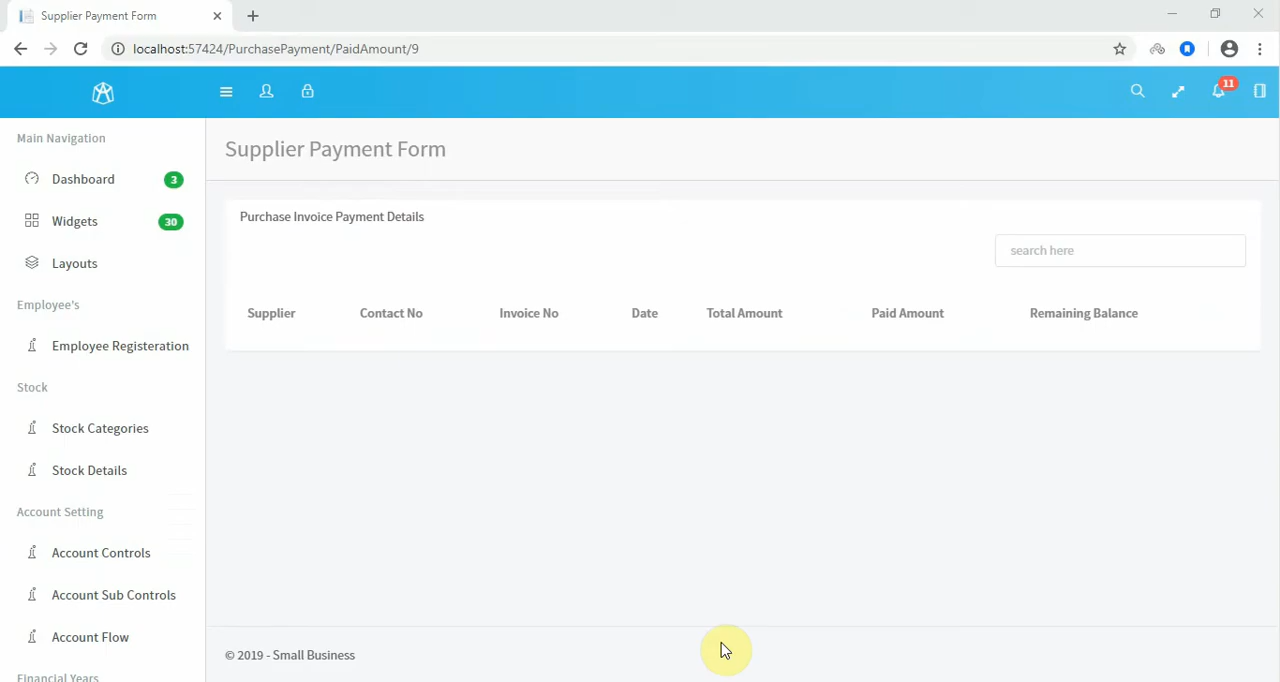 Supplier Payment Form
localhost:57424/PurchasePayment/PaidAmount/9
11
Main Navigation
Dashboard 3
Widgets 30
Layouts
Employee's
Employee Registeration
Stock
Stock Categories
Stock Details
Account Setting
Account Controls
Account Sub Controls
Account Flow
Financial Years
Supplier Payment Form
Purchase Invoice Payment Details
search here
Supplier Contact No Invoice No Date Total Amount Paid Amount Remaining Balance
© 2019 - Small Business